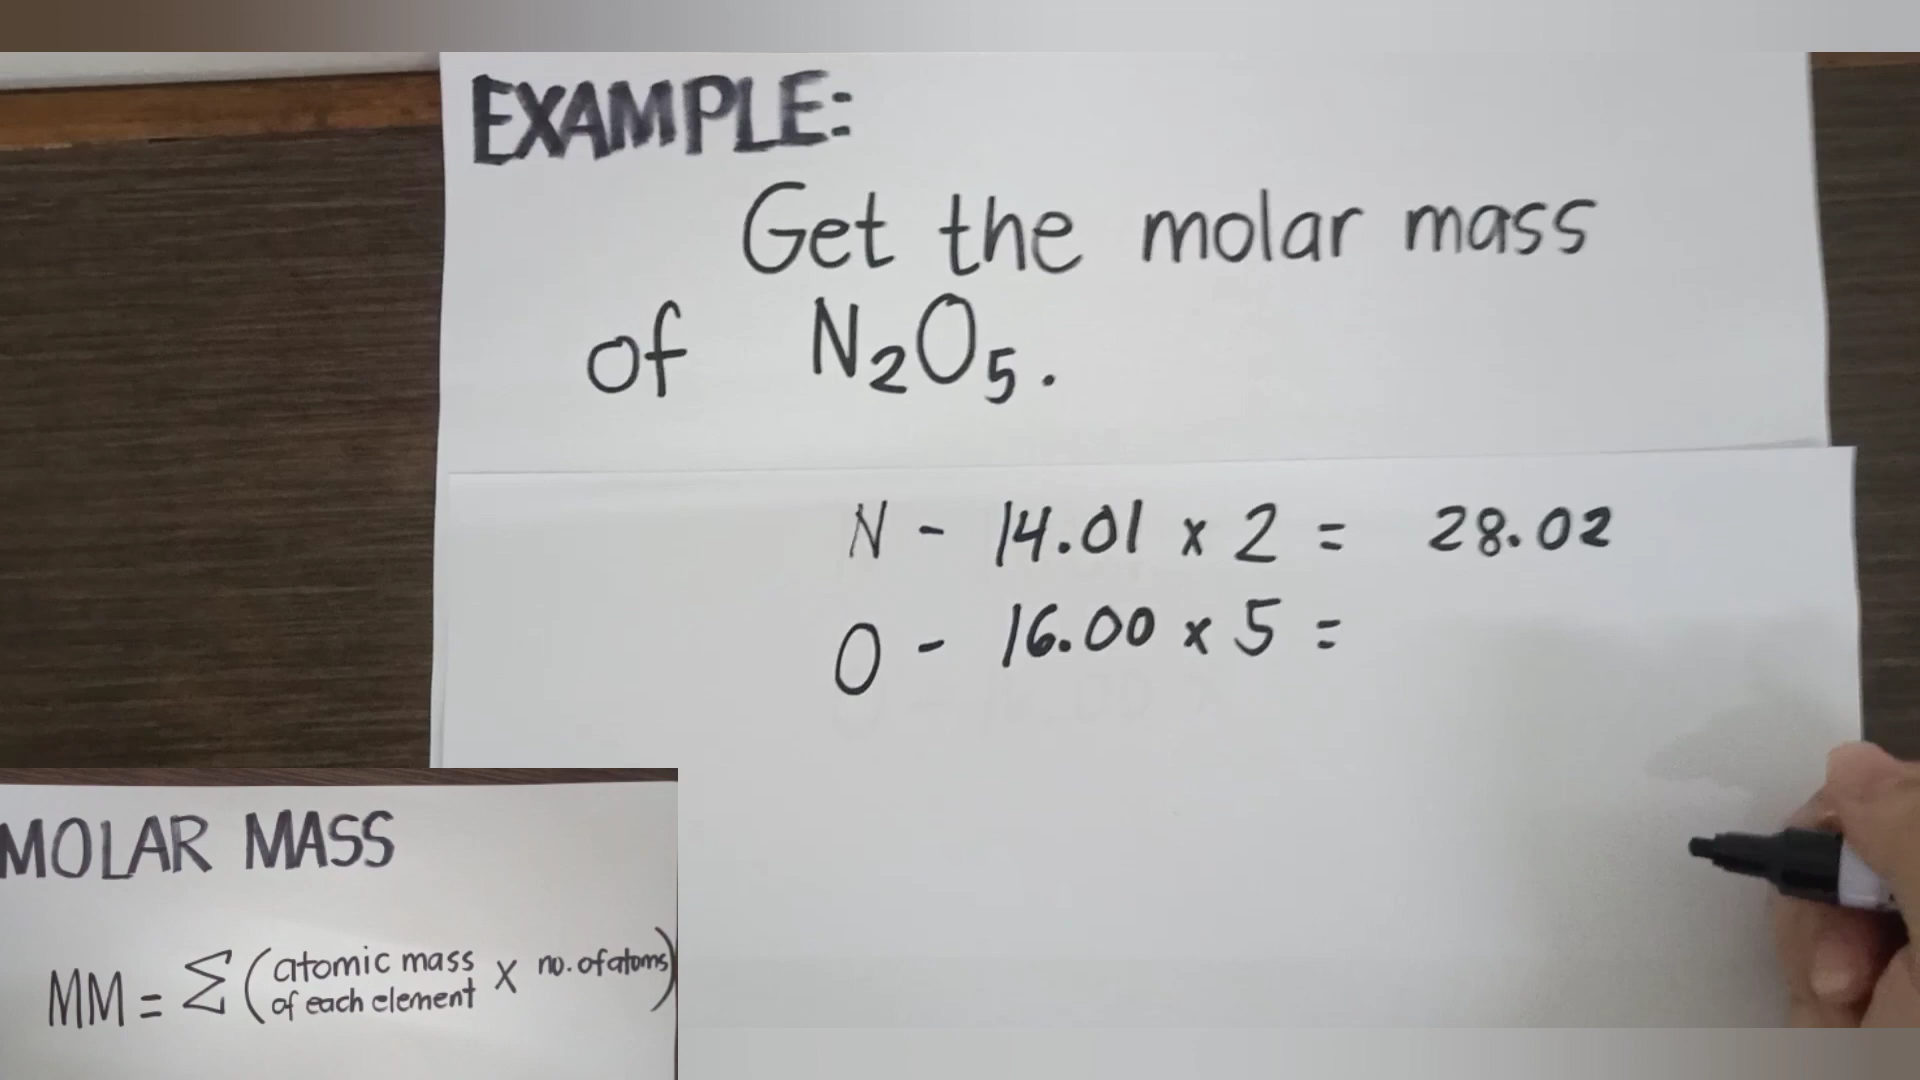 EXAMPLE:
Get the molar mass
of N₂O₅.
N - 14.01 x 2 = 28.02
O - 16.00 x 5 =
MOLAR MASS
MM = Σ (atomic mass of each element x no. of atoms)